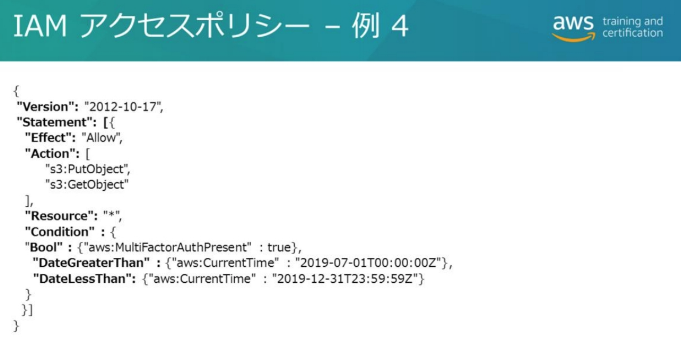 IAM アクセスポリシー – 例 4
aws training and
certification
{
"Version": "2012-10-17",
"Statement": [{
"Effect": "Allow",
"Action": [
"s3:PutObject",
"s3:GetObject"
],
"Resource": "*",
"Condition" : {
"Bool" : {"aws:MultiFactorAuthPresent" : true},
"DateGreaterThan" : {"aws:CurrentTime" : "2019-07-01T00:00:00Z"},
"DateLessThan": {"aws:CurrentTime" : "2019-12-31T23:59:59Z"}
}
}]
}